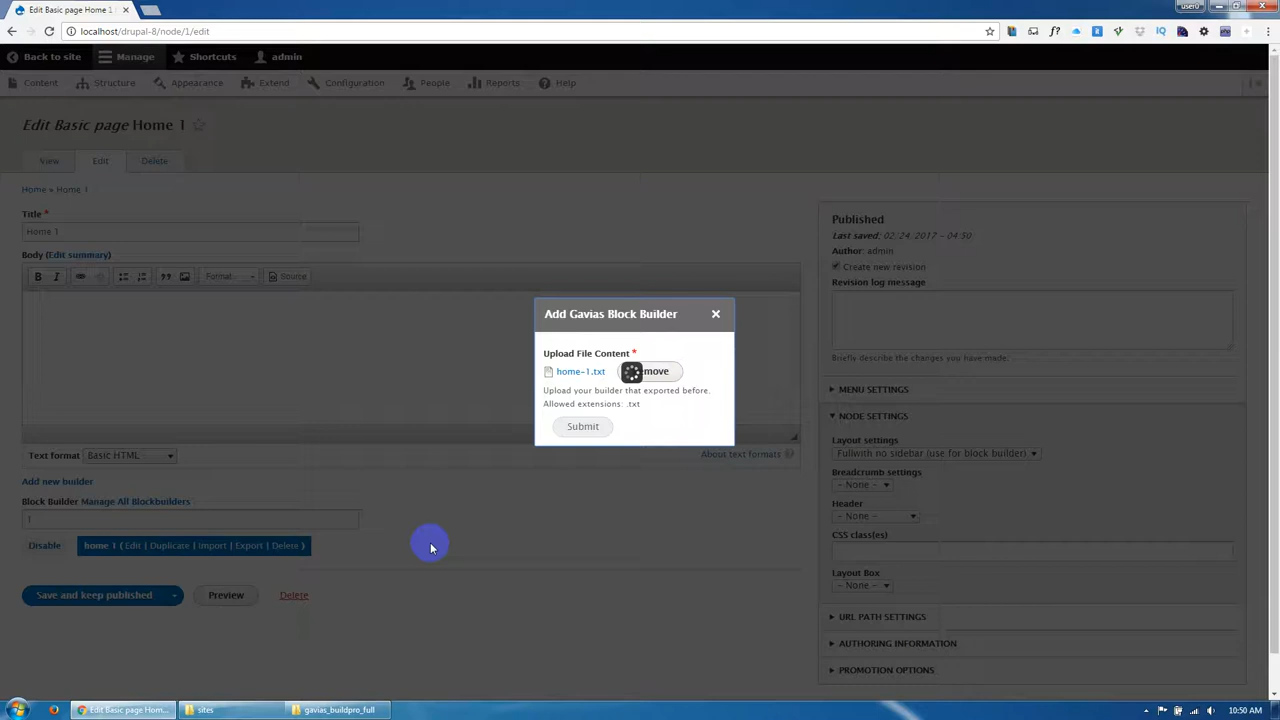 Edit Basic page Home 1
user0
localhost/drupal-8/node/1/edit
Back to site Manage Shortcuts admin
Content Structure Appearance Extend Configuration People Reports Help
Edit Basic page Home 1
View Edit Delete
Home » Home 1
Title *
Home 1
Body (Edit summary)
B I Format Source
Text format Basic HTML About text formats
Add new builder
Block Builder Manage All Blockbuilders
1
Disable home 1 ( Edit | Duplicate | Import | Export | Delete )
Save and keep published Preview Delete
Add Gavias Block Builder
Upload File Content *
home-1.txt move
Upload your builder that exported before.
Allowed extensions: .txt
Submit
Published
Last saved: 02/24/2017 - 04:50
Author: admin
Create new revision
Revision log message
Briefly describe the changes you have made.
MENU SETTINGS
NODE SETTINGS
Layout settings
Fullwith no sidebar (use for block builder)
Breadcrumb settings
- None -
Header
- None -
CSS class(es)
Layout Box
- None -
URL PATH SETTINGS
AUTHORING INFORMATION
PROMOTION OPTIONS
Edit Basic page Hom... sites gavias_buildpro_full 10:50 AM